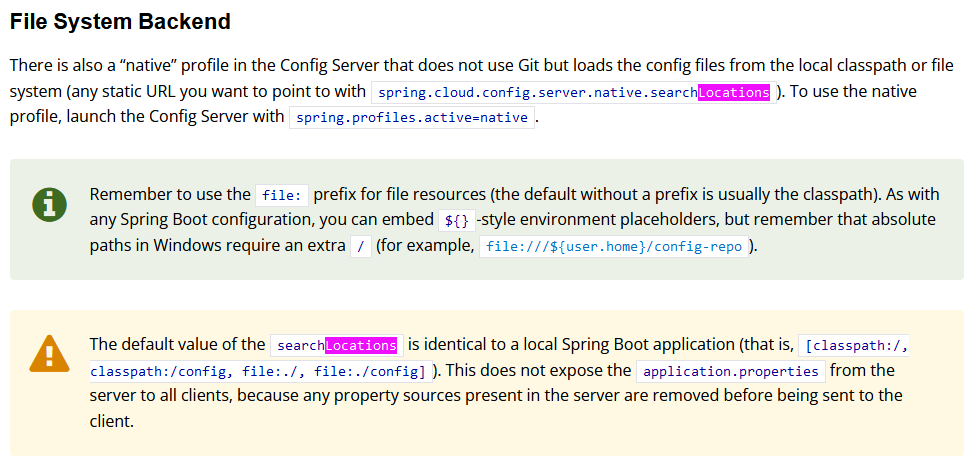 File System Backend
There is also a “native” profile in the Config Server that does not use Git but loads the config files from the local classpath or file
system (any static URL you want to point to with spring.cloud.config.server.native.searchLocations ). To use the native
profile, launch the Config Server with spring.profiles.active=native .
Remember to use the file: prefix for file resources (the default without a prefix is usually the classpath). As with
any Spring Boot configuration, you can embed ${} -style environment placeholders, but remember that absolute
paths in Windows require an extra / (for example, file:///${user.home}/config-repo ).
The default value of the searchLocations is identical to a local Spring Boot application (that is, [classpath:/,
classpath:/config, file:./, file:./config] ). This does not expose the application.properties from the
server to all clients, because any property sources present in the server are removed before being sent to the
client.